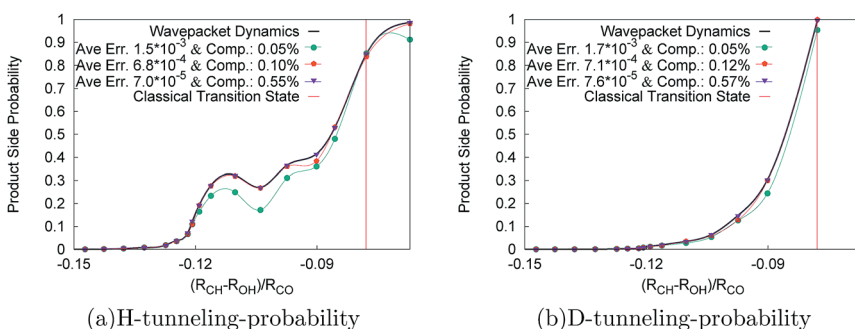 Wavepacket Dynamics
Ave Err. 1.5*10-3 & Comp.: 0.05%
Ave Err. 6.8*10-4 & Comp.: 0.10%
Ave Err. 7.0*10-5 & Comp.: 0.55%
Classical Transition State
Product Side Probability
1
0.9
0.8
0.7
0.6
0.5
0.4
0.3
0.2
0.1
0
-0.15
-0.12
-0.09
(RCH-ROH)/RCO
(a)H-tunneling-probability
Wavepacket Dynamics
Ave Err. 1.7*10-3 & Comp.: 0.05%
Ave Err. 7.1*10-4 & Comp.: 0.12%
Ave Err. 7.6*10-5 & Comp.: 0.57%
Classical Transition State
Product Side Probability
1
0.9
0.8
0.7
0.6
0.5
0.4
0.3
0.2
0.1
0
-0.15
-0.12
-0.09
(RCH-ROH)/RCO
(b)D-tunneling-probability